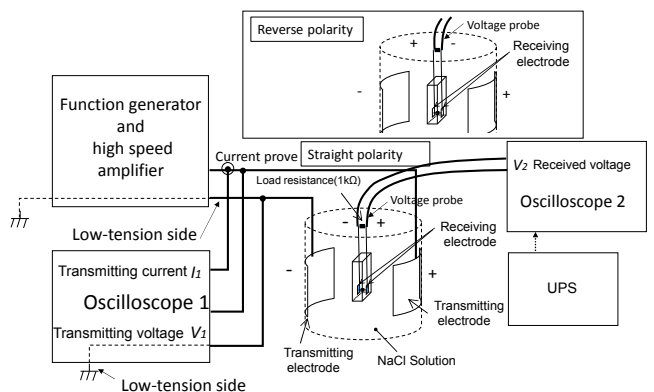 Reverse polarity
Voltage probe
+ -
Receiving
electrode
-
+
Function generator
and
high speed
amplifier
Current prove
Straight polarity
Load resistance(1kΩ)
Voltage probe
V2 Received voltage
Oscilloscope 2
Low-tension side
- +
Receiving
electrode
-
+
Transmitting current I1
Oscilloscope 1
Transmitting voltage V1
Transmitting
electrode
UPS
Transmitting
electrode
NaCl Solution
Low-tension side